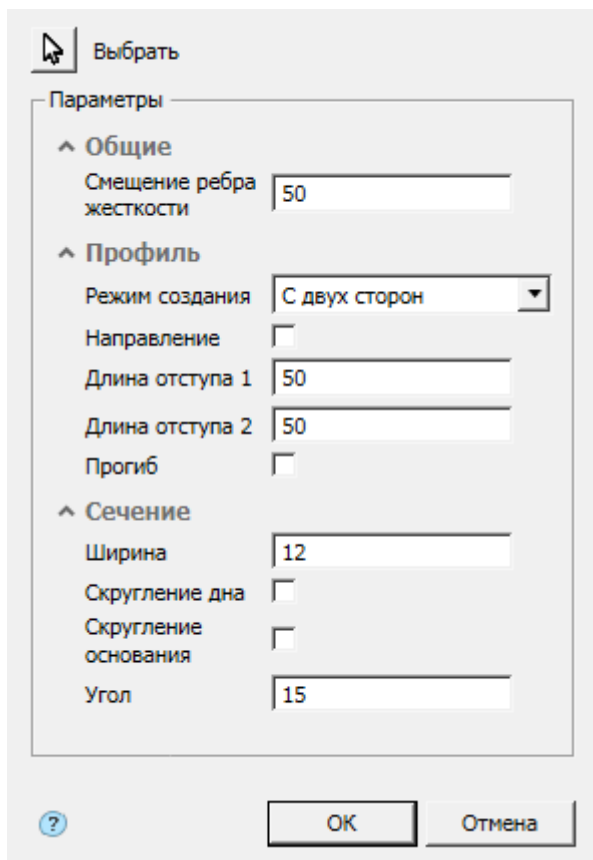 Выбрать
Параметры
Общие
Смещение ребра
жесткости
50
Профиль
Режим создания С двух сторон
Направление
Длина отступа 1 50
Длина отступа 2 50
Прогиб
Сечение
Ширина 12
Скругление дна
Скругление
основания
Угол 15
? ОК Отмена